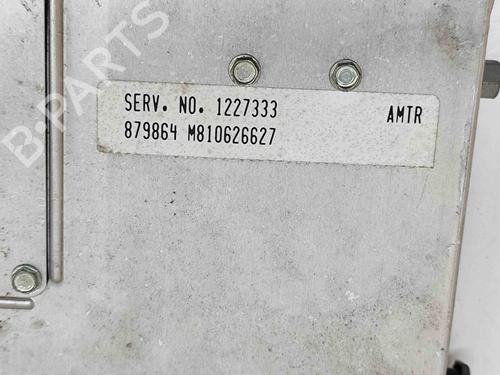 B-PARTS
SERV. NO. 1227333 AMTR
879864 M810626627